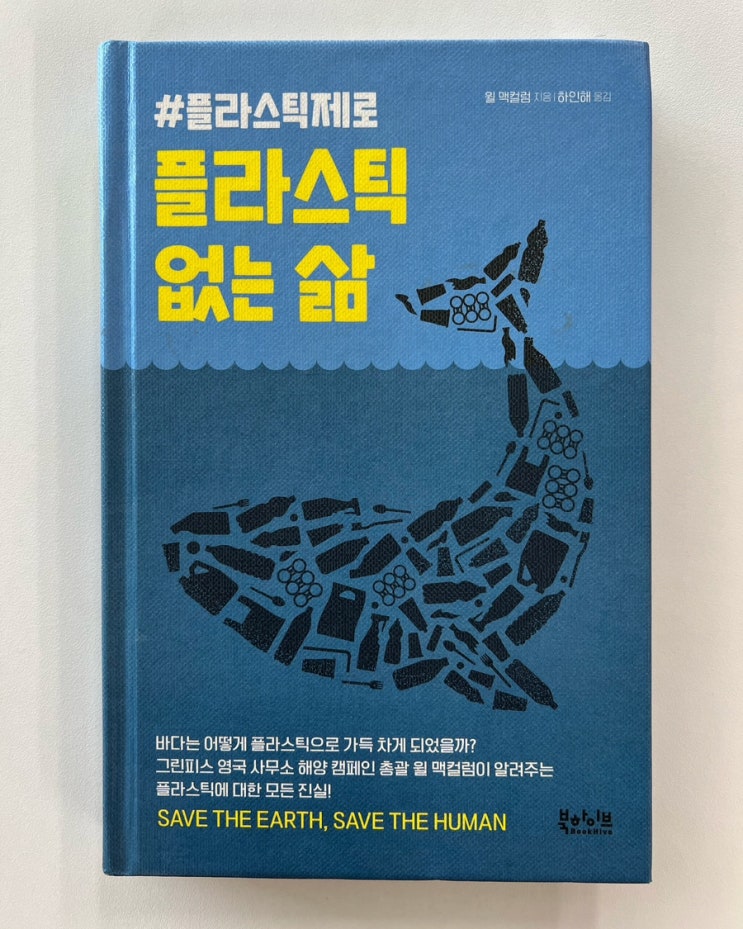 #플라스틱제로
윌 맥컬럼 지음 | 하인해 옮김
플라스틱
없는 삶
바다는 어떻게 플라스틱으로 가득 차게 되었을까?
그린피스 영국 사무소 해양 캠페인 총괄 윌 맥컬럼이 알려주는
플라스틱에 대한 모든 진실!
SAVE THE EARTH, SAVE THE HUMAN
북하이브
BookHive